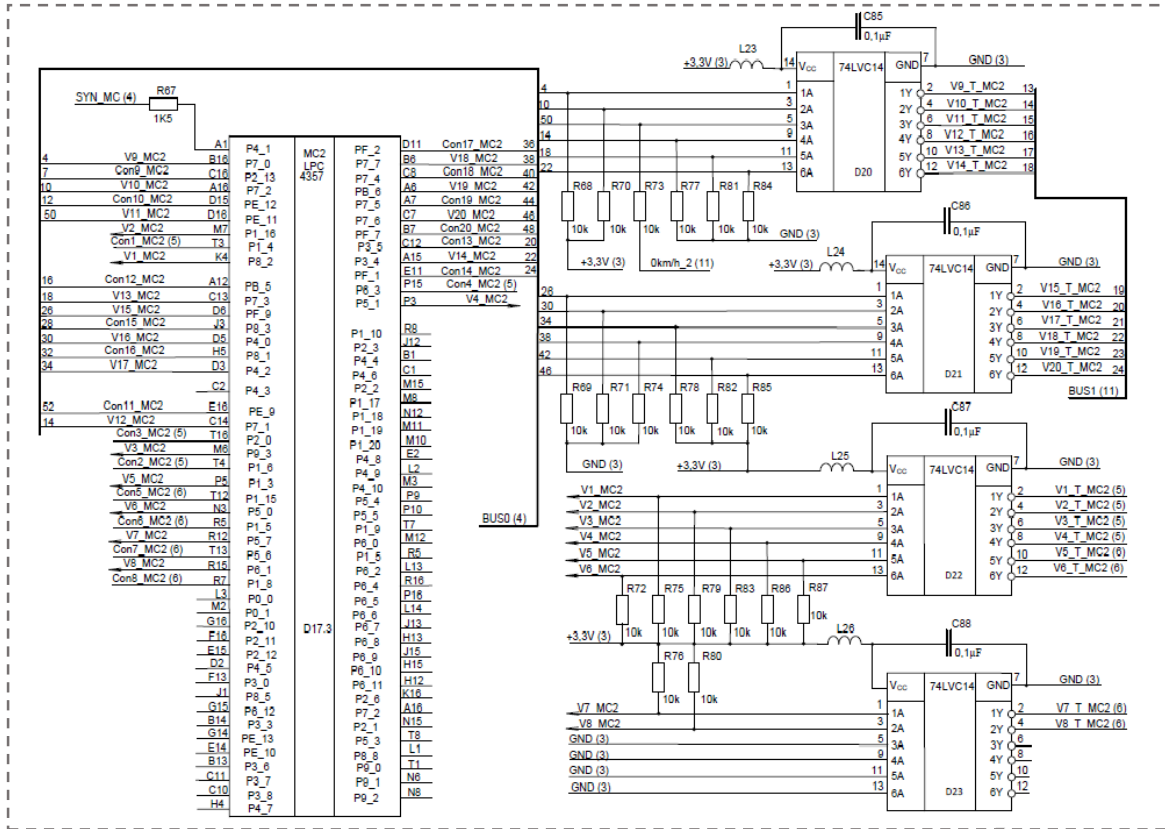 C85
0,1µF
L23
+3,3V (3)
14 Vcc 74LVC14 GND 7 GND (3)
4 1 1A 1Y 2 V9_T_MC2 13
10 3 2A 2Y 4 V10_T_MC2 14
50 5 3A 3Y 6 V11_T_MC2 15
14 9 4A 4Y 8 V12_T_MC2 16
18 11 5A 5Y 10 V13_T_MC2 17
22 13 6A D20 6Y 12 V14_T_MC2 18
R68 R70 R73 R77 R81 R84
10k 10k 10k 10k 10k 10k
GND (3)
+3,3V (3) 0km/h_2 (11)
SYN_MC (4) R67
1K5
MC2
LPC
4357
D17.3
A1 P4_1
4 V9_MC2 B16 P7_0
7 Con9_MC2 C16 P2_13
10 V10_MC2 A16 P7_2
12 Con10_MC2 D15 PE_12
50 V11_MC2 D16 PE_11
V2_MC2 M7 P1_16
Con1_MC2 (5) T3 P1_4
V1_MC2 K4 P8_2
16 Con12_MC2 A12 PB_5
18 V13_MC2 C13 P7_3
26 V15_MC2 D6 PF_9
28 Con15_MC2 J3 P8_3
30 V16_MC2 D5 P4_0
32 Con16_MC2 H5 P8_1
34 V17_MC2 D3 P4_2
C2 P4_3
52 Con11_MC2 E16 PE_9
14 V12_MC2 C14 P7_1
Con3_MC2 (5) T16 P2_0
V3_MC2 M6 P9_3
Con2_MC2 (5) T4 P1_6
V5_MC2 P5 P1_3
Con5_MC2 (6) T12 P1_15
V6_MC2 N3 P5_0
Con6_MC2 (6) R5 P1_5
V7_MC2 R12 P5_7
Con7_MC2 (6) T13 P5_6
V8_MC2 R15 P6_1
Con8_MC2 (6) R7 P1_8
L3 P0_0
M2 P0_1
G16 P2_10
F16 P2_11
E15 P2_12
D2 P4_5
F13 P3_0
J1 P8_5
G15 P6_12
B14 P3_3
G14 PE_13
E14 PE_10
B13 P3_6
C11 P3_7
C10 P3_8
H4 P4_7
PF_2 D11 Con17_MC2 36
P7_7 B6 V18_MC2 38
P7_4 C8 Con18_MC2 40
PB_6 A6 V19_MC2 42
P7_5 A7 Con19_MC2 44
P7_6 C7 V20_MC2 46
PF_7 B7 Con20_MC2 48
P3_5 C12 Con13_MC2 20
P3_4 A15 V14_MC2 22
PF_1 E11 Con14_MC2 24
P6_3 P15 Con4_MC2 (5)
P5_1 P3 V4_MC2
P1_10 R8
P2_3 J12
P4_4 B1
P4_6 C1
P2_2 M15
P1_17 M8
P1_18 N12
P1_19 M11
P1_20 M10
P4_8 E2
P4_9 L2
P4_10 M3
P5_4 P9
P5_5 P10
P1_9 T7
P6_0 M12
P1_5 R5
P6_2 L13
P6_4 R16
P6_5 P16
P6_6 L14
P6_7 J13
P6_8 H13
P6_9 J15
P6_10 H15
P6_11 H12
P2_6 K16
P7_2 A16
P2_1 N15
P5_3 T8
P8_8 L1
P9_0 T1
P9_1 N6
P9_2 N8
BUS0 (4)
C86
0,1µF
L24
+3,3V (3)
14 Vcc 74LVC14 GND 7 GND (3)
28 1 1A 1Y 2 V15_T_MC2 19
30 3 2A 2Y 4 V16_T_MC2 20
34 5 3A 3Y 6 V17_T_MC2 21
38 9 4A 4Y 8 V18_T_MC2 22
42 11 5A 5Y 10 V19_T_MC2 23
46 13 6A D21 6Y 12 V20_T_MC2 24
BUS1 (11)
R69 R71 R74 R78 R82 R85
10k 10k 10k 10k 10k 10k
GND (3) +3,3V (3) L25
C87
0,1µF
Vcc 74LVC14 GND 7 GND (3)
V1_MC2 1 1A 1Y 2 V1_T_MC2 (5)
V2_MC2 3 2A 2Y 4 V2_T_MC2 (5)
V3_MC2 5 3A 3Y 6 V3_T_MC2 (5)
V4_MC2 9 4A 4Y 8 V4_T_MC2 (5)
V5_MC2 11 5A 5Y 10 V5_T_MC2 (6)
V6_MC2 13 6A D22 6Y 12 V6_T_MC2 (6)
R72 R75 R79 R83 R86 R87
10k 10k 10k 10k 10k 10k
+3,3V (3) L26
C88
0,1µF
R76 R80
10k 10k
Vcc 74LVC14 GND 7 GND (3)
V7_MC2 1 1A 1Y 2 V7_T_MC2 (6)
V8_MC2 3 2A 2Y 4 V8_T_MC2 (6)
GND (3) 5 3A 3Y 6
GND (3) 9 4A 4Y 8
GND (3) 11 5A 5Y 10
GND (3) 13 6A D23 6Y 12